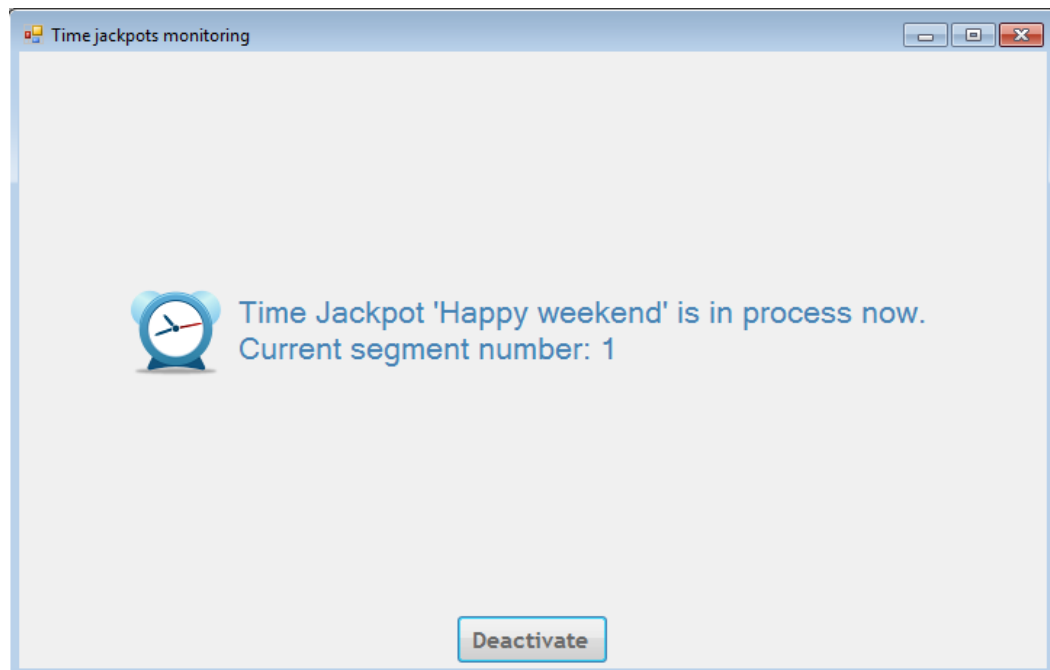 Time jackpots monitoring
Time Jackpot 'Happy weekend' is in process now.
Current segment number: 1
Deactivate